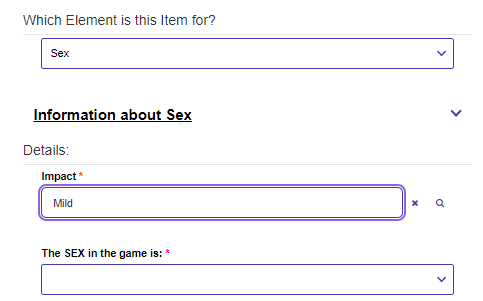 Which Element is this Item for?
Sex
Information about Sex
Details:
Impact *
Mild
The SEX in the game is: *